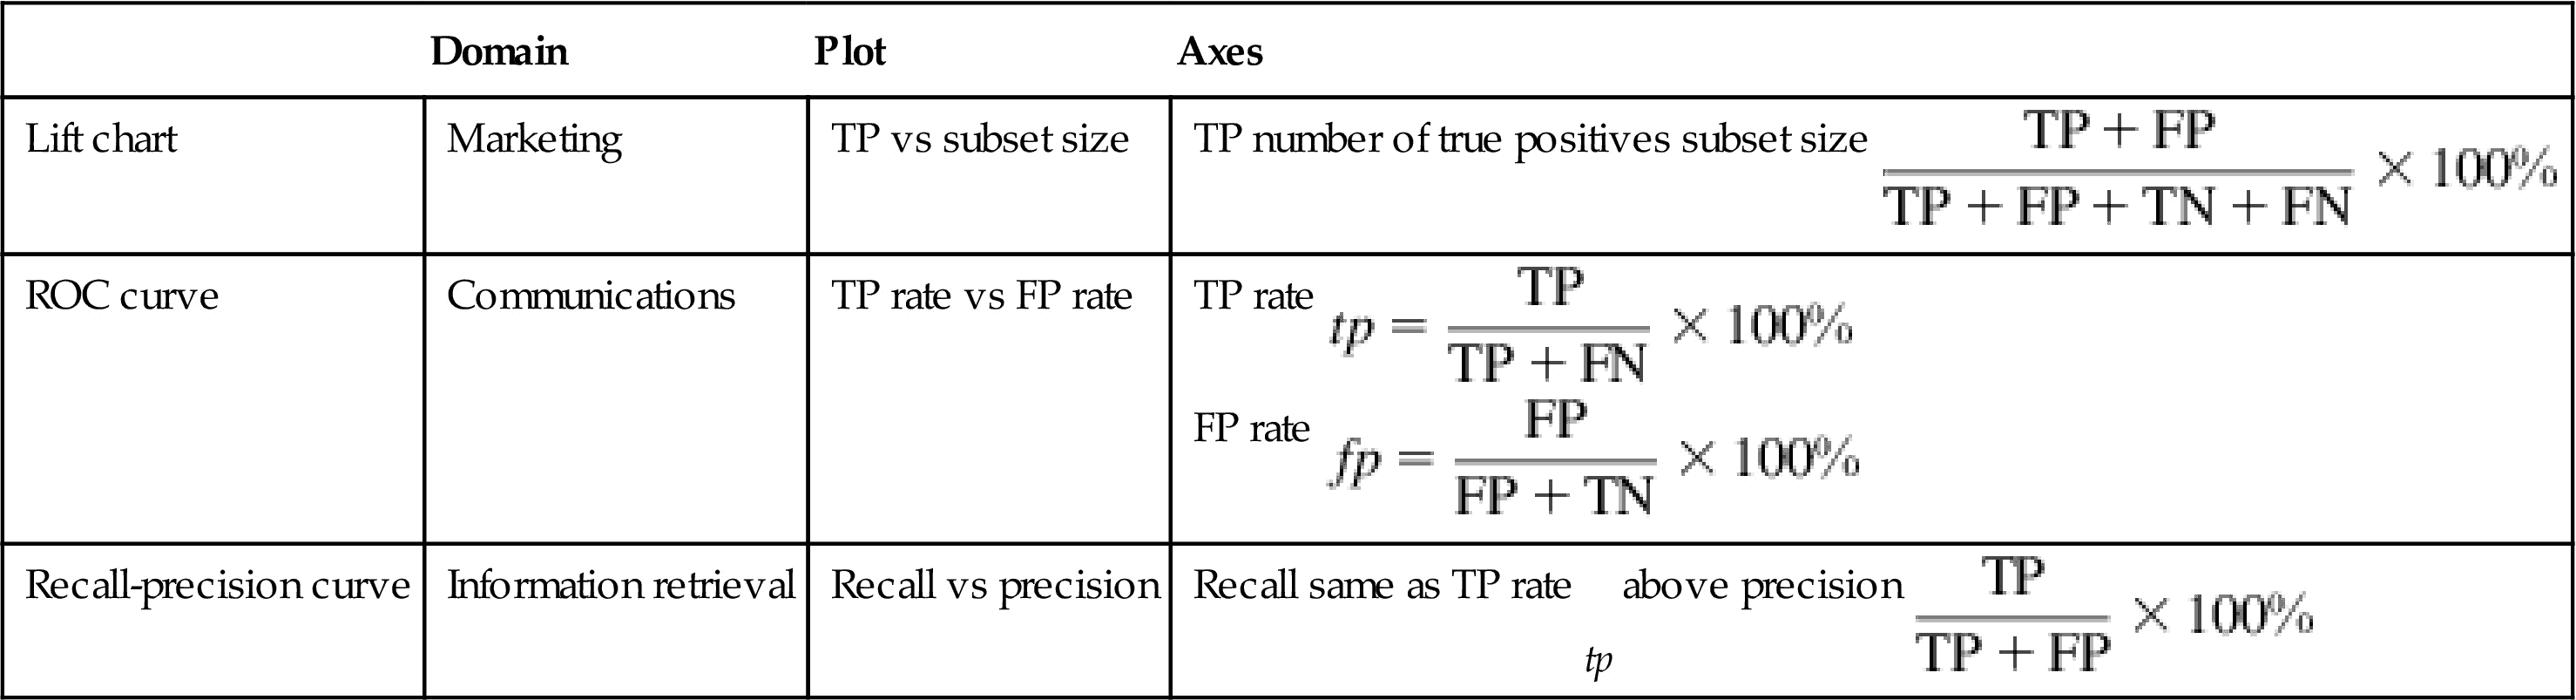 Domain Plot Axes
Lift chart Marketing TP vs subset size TP number of true positives subset size TP + FP / TP + FP + TN + FN × 100%
ROC curve Communications TP rate vs FP rate TP rate tp = TP / TP + FN × 100%
FP rate fp = FP / FP + TN × 100%
Recall-precision curve Information retrieval Recall vs precision Recall same as TP rate tp above precision TP / TP + FP × 100%